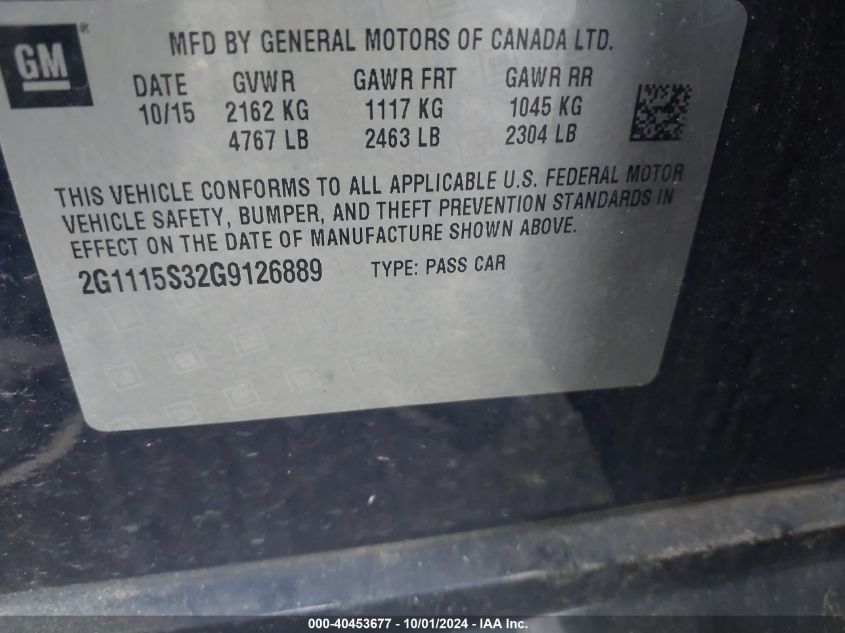 GM®
MFD BY GENERAL MOTORS OF CANADA LTD.
DATE GVWR GAWR FRT GAWR RR
10/15 2162 KG 1117 KG 1045 KG
4767 LB 2463 LB 2304 LB
THIS VEHICLE CONFORMS TO ALL APPLICABLE U.S. FEDERAL MOTOR
VEHICLE SAFETY, BUMPER, AND THEFT PREVENTION STANDARDS IN
EFFECT ON THE DATE OF MANUFACTURE SHOWN ABOVE.
2G1115S32G9126889 TYPE: PASS CAR
000-40453677 - 10/01/2024 - IAA Inc.